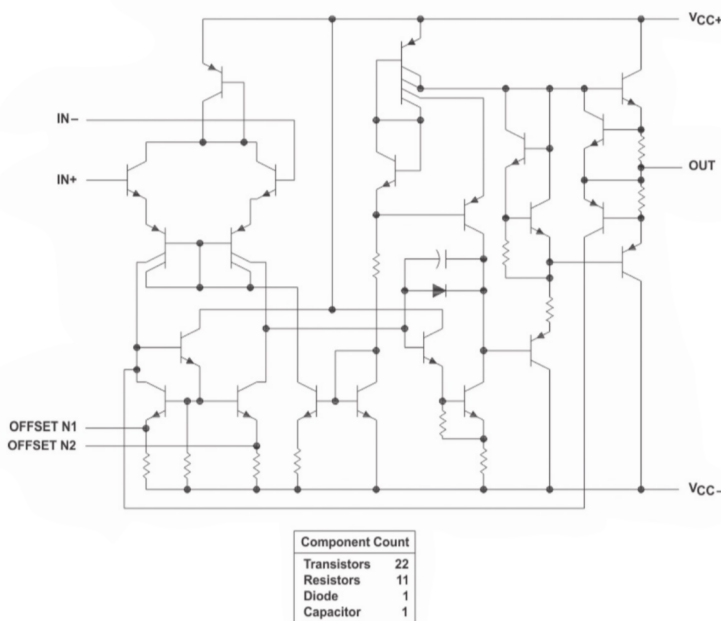 VCC+
IN–
IN+
OUT
OFFSET N1
OFFSET N2
VCC–
Component Count
Transistors 22
Resistors 11
Diode 1
Capacitor 1